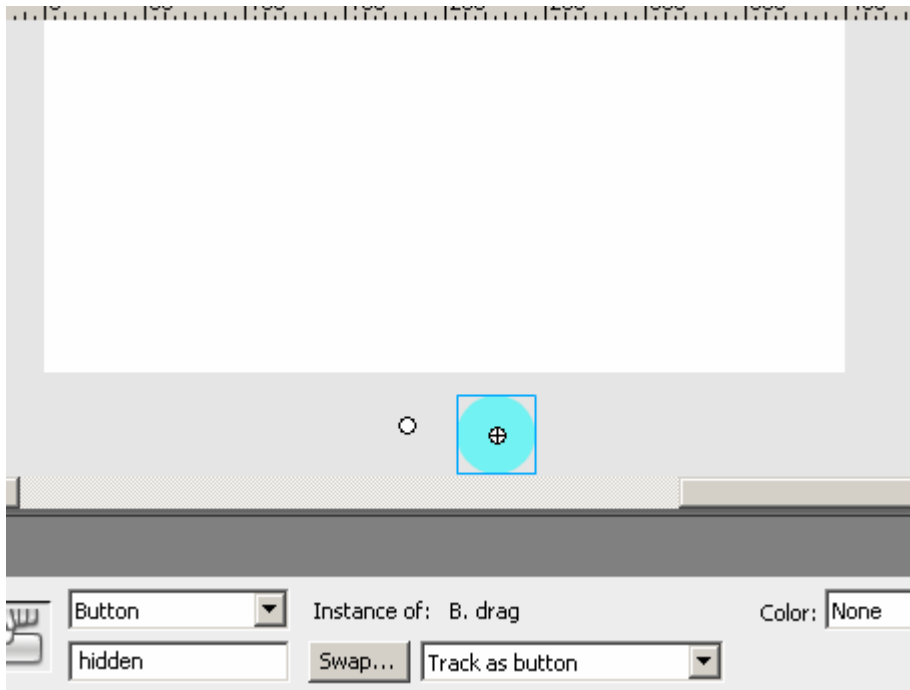 Button
Instance of: B. drag
Color: None
hidden
Swap...
Track as button